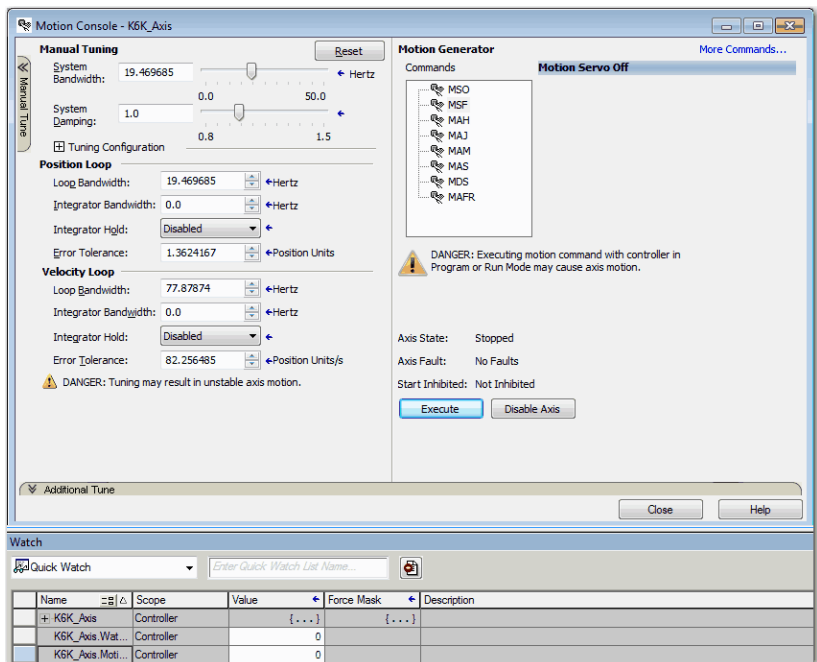 Motion Console - K6K_Axis
Manual Tuning
Reset
System Bandwidth:
19.469685
Hertz
0.0
50.0
System Damping:
1.0
0.8
1.5
Tuning Configuration
Manual Tune
Position Loop
Loop Bandwidth:
19.469685
Hertz
Integrator Bandwidth:
0.0
Hertz
Integrator Hold:
Disabled
Error Tolerance:
1.3624167
Position Units
Velocity Loop
Loop Bandwidth:
77.87874
Hertz
Integrator Bandwidth:
0.0
Hertz
Integrator Hold:
Disabled
Error Tolerance:
82.256485
Position Units/s
DANGER: Tuning may result in unstable axis motion.
Motion Generator
More Commands...
Commands
Motion Servo Off
MSO
MSF
MAH
MAJ
MAM
MAS
MDS
MAFR
DANGER: Executing motion command with controller in
Program or Run Mode may cause axis motion.
Axis State: Stopped
Axis Fault: No Faults
Start Inhibited: Not Inhibited
Execute
Disable Axis
Additional Tune
Close
Help
Watch
Quick Watch
Enter Quick Watch List Name...
Name Scope Value Force Mask Description
K6K_Axis Controller {...} {...}
K6K_Axis.Wat... Controller 0
K6K_Axis.Moti... Controller 0